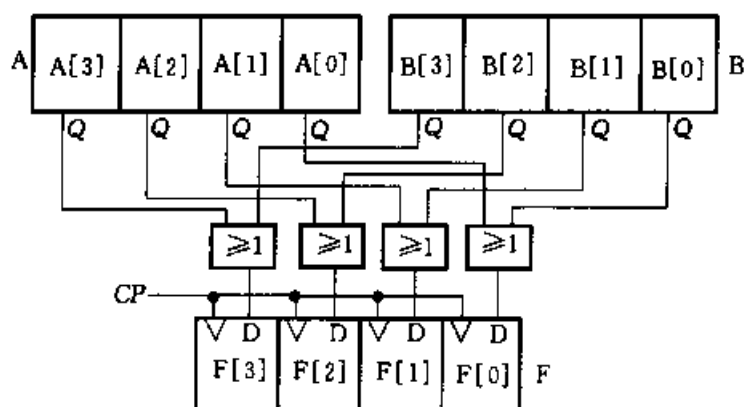 A A[3] A[2] A[1] A[0] B[3] B[2] B[1] B[0] B
Q Q Q Q Q Q Q Q
≥1 ≥1 ≥1 ≥1
CP
D D D D
F[3] F[2] F[1] F[0] F